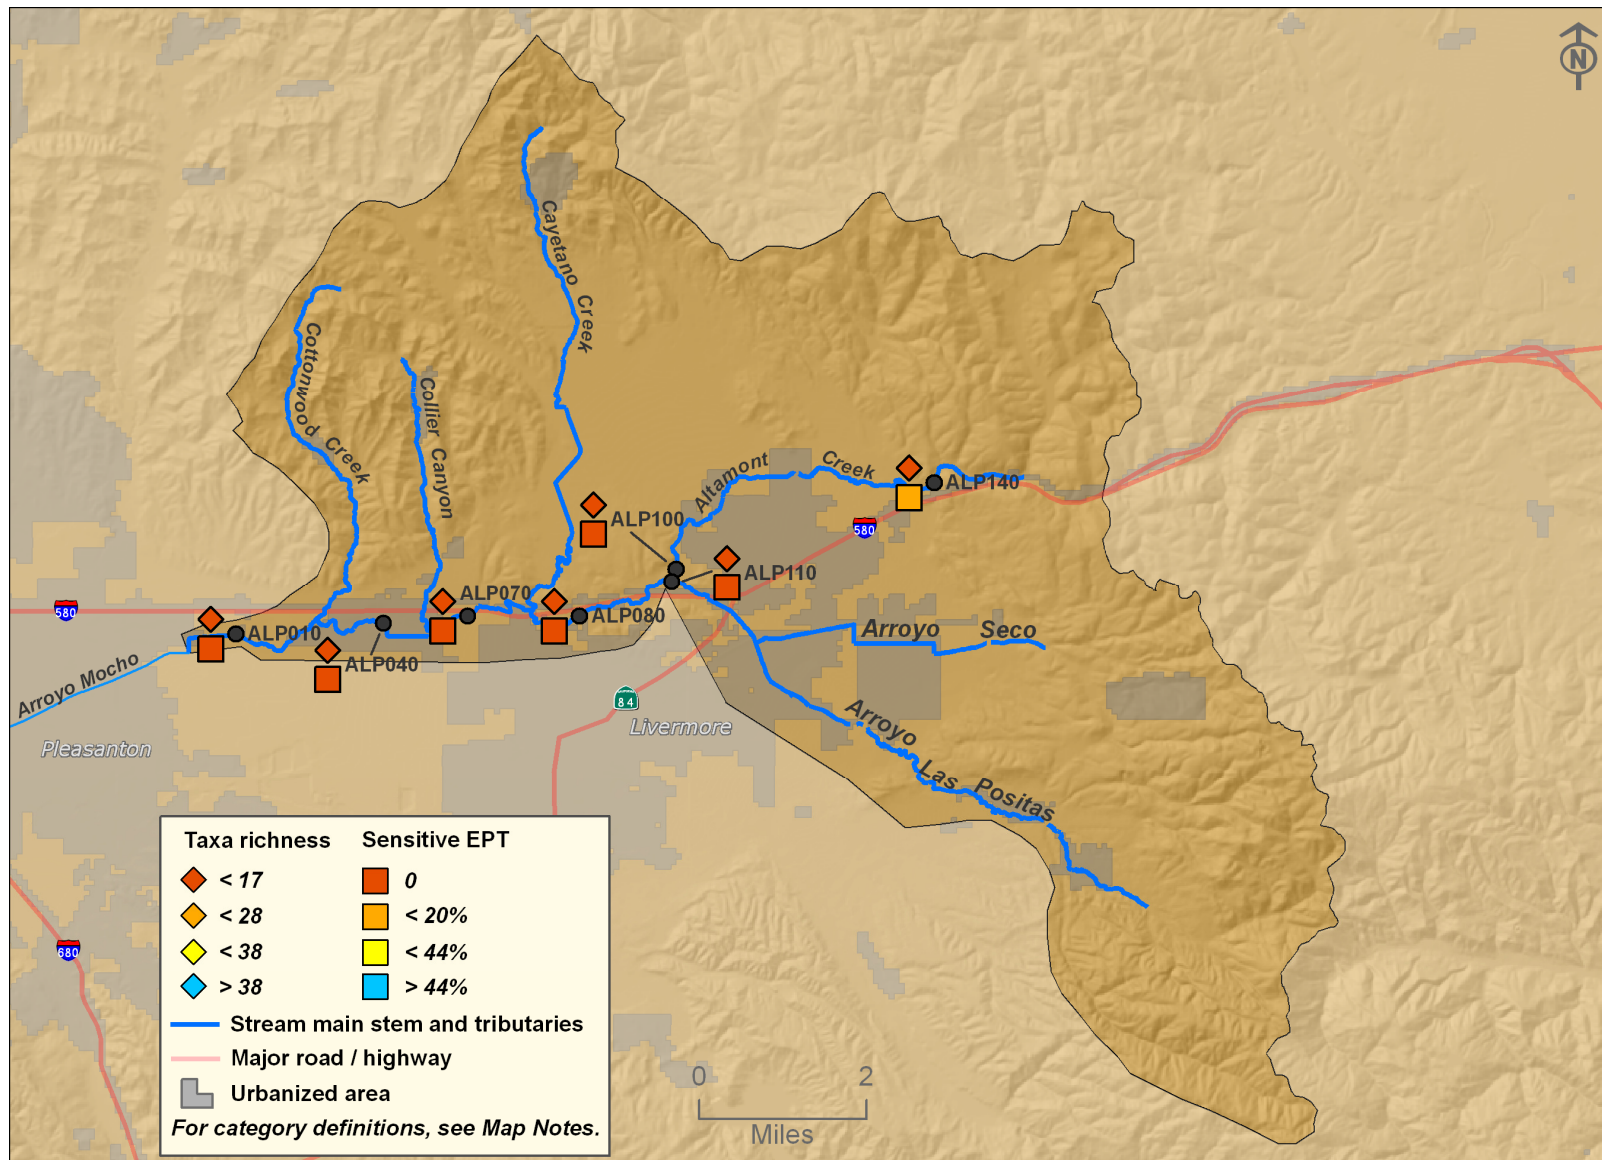 N
Cayetano Creek
Cottonwood Creek
Collier Canyon
Altamont Creek
ALP140
580
ALP100
ALP110
ALP070
ALP080
580
ALP010
ALP040
Arroyo Seco
Arroyo Mocho
84
Livermore
Pleasanton
Arroyo Las Positas
680
Taxa richness Sensitive EPT
< 17 0
< 28 < 20%
< 38 < 44%
> 38 > 44%
Stream main stem and tributaries
Major road / highway
Urbanized area
For category definitions, see Map Notes.
0 2
Miles